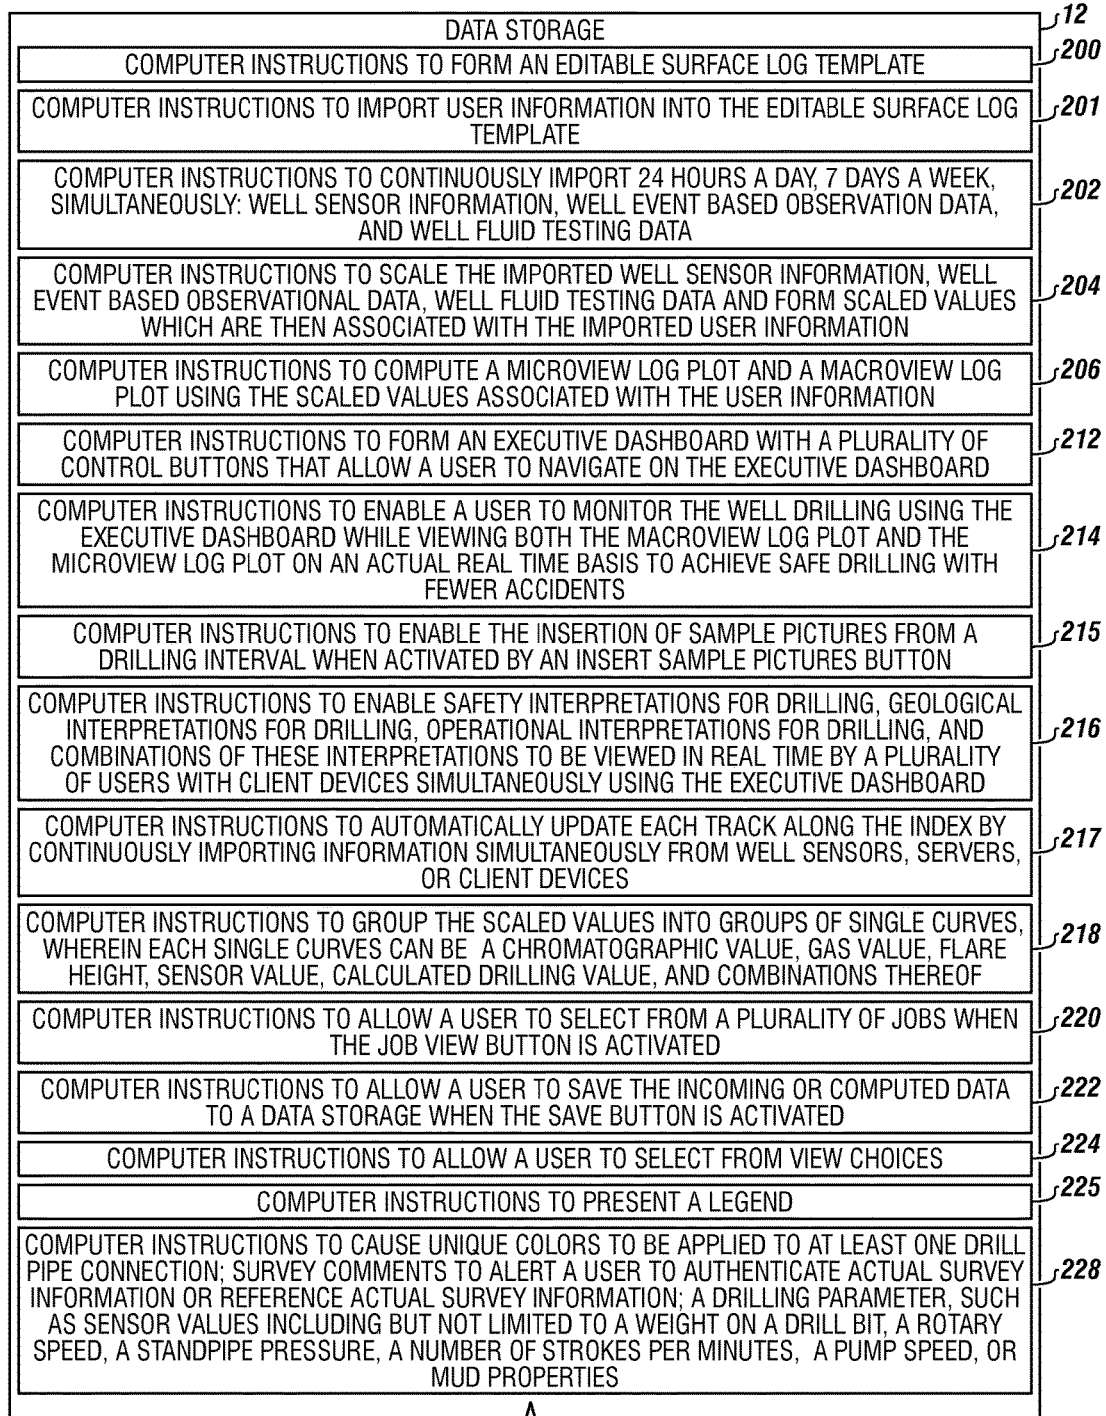 DATA STORAGE
12
COMPUTER INSTRUCTIONS TO FORM AN EDITABLE SURFACE LOG TEMPLATE
200
COMPUTER INSTRUCTIONS TO IMPORT USER INFORMATION INTO THE EDITABLE SURFACE LOG
TEMPLATE
201
COMPUTER INSTRUCTIONS TO CONTINUOUSLY IMPORT 24 HOURS A DAY, 7 DAYS A WEEK,
SIMULTANEOUSLY: WELL SENSOR INFORMATION, WELL EVENT BASED OBSERVATION DATA,
AND WELL FLUID TESTING DATA
202
COMPUTER INSTRUCTIONS TO SCALE THE IMPORTED WELL SENSOR INFORMATION, WELL
EVENT BASED OBSERVATIONAL DATA, WELL FLUID TESTING DATA AND FORM SCALED VALUES
WHICH ARE THEN ASSOCIATED WITH THE IMPORTED USER INFORMATION
204
COMPUTER INSTRUCTIONS TO COMPUTE A MICROVIEW LOG PLOT AND A MACROVIEW LOG
PLOT USING THE SCALED VALUES ASSOCIATED WITH THE USER INFORMATION
206
COMPUTER INSTRUCTIONS TO FORM AN EXECUTIVE DASHBOARD WITH A PLURALITY OF
CONTROL BUTTONS THAT ALLOW A USER TO NAVIGATE ON THE EXECUTIVE DASHBOARD
212
COMPUTER INSTRUCTIONS TO ENABLE A USER TO MONITOR THE WELL DRILLING USING THE
EXECUTIVE DASHBOARD WHILE VIEWING BOTH THE MACROVIEW LOG PLOT AND THE
MICROVIEW LOG PLOT ON AN ACTUAL REAL TIME BASIS TO ACHIEVE SAFE DRILLING WITH
FEWER ACCIDENTS
214
COMPUTER INSTRUCTIONS TO ENABLE THE INSERTION OF SAMPLE PICTURES FROM A
DRILLING INTERVAL WHEN ACTIVATED BY AN INSERT SAMPLE PICTURES BUTTON
215
COMPUTER INSTRUCTIONS TO ENABLE SAFETY INTERPRETATIONS FOR DRILLING, GEOLOGICAL
INTERPRETATIONS FOR DRILLING, OPERATIONAL INTERPRETATIONS FOR DRILLING, AND
COMBINATIONS OF THESE INTERPRETATIONS TO BE VIEWED IN REAL TIME BY A PLURALITY
OF USERS WITH CLIENT DEVICES SIMULTANEOUSLY USING THE EXECUTIVE DASHBOARD
216
COMPUTER INSTRUCTIONS TO AUTOMATICALLY UPDATE EACH TRACK ALONG THE INDEX BY
CONTINUOUSLY IMPORTING INFORMATION SIMULTANEOUSLY FROM WELL SENSORS, SERVERS,
OR CLIENT DEVICES
217
COMPUTER INSTRUCTIONS TO GROUP THE SCALED VALUES INTO GROUPS OF SINGLE CURVES,
WHEREIN EACH SINGLE CURVES CAN BE A CHROMATOGRAPHIC VALUE, GAS VALUE, FLARE
HEIGHT, SENSOR VALUE, CALCULATED DRILLING VALUE, AND COMBINATIONS THEREOF
218
COMPUTER INSTRUCTIONS TO ALLOW A USER TO SELECT FROM A PLURALITY OF JOBS WHEN
THE JOB VIEW BUTTON IS ACTIVATED
220
COMPUTER INSTRUCTIONS TO ALLOW A USER TO SAVE THE INCOMING OR COMPUTED DATA
TO A DATA STORAGE WHEN THE SAVE BUTTON IS ACTIVATED
222
COMPUTER INSTRUCTIONS TO ALLOW A USER TO SELECT FROM VIEW CHOICES
224
COMPUTER INSTRUCTIONS TO PRESENT A LEGEND
225
COMPUTER INSTRUCTIONS TO CAUSE UNIQUE COLORS TO BE APPLIED TO AT LEAST ONE DRILL
PIPE CONNECTION; SURVEY COMMENTS TO ALERT A USER TO AUTHENTICATE ACTUAL SURVEY
INFORMATION OR REFERENCE ACTUAL SURVEY INFORMATION; A DRILLING PARAMETER, SUCH
AS SENSOR VALUES INCLUDING BUT NOT LIMITED TO A WEIGHT ON A DRILL BIT, A ROTARY
SPEED, A STANDPIPE PRESSURE, A NUMBER OF STROKES PER MINUTES, A PUMP SPEED, OR
MUD PROPERTIES
228